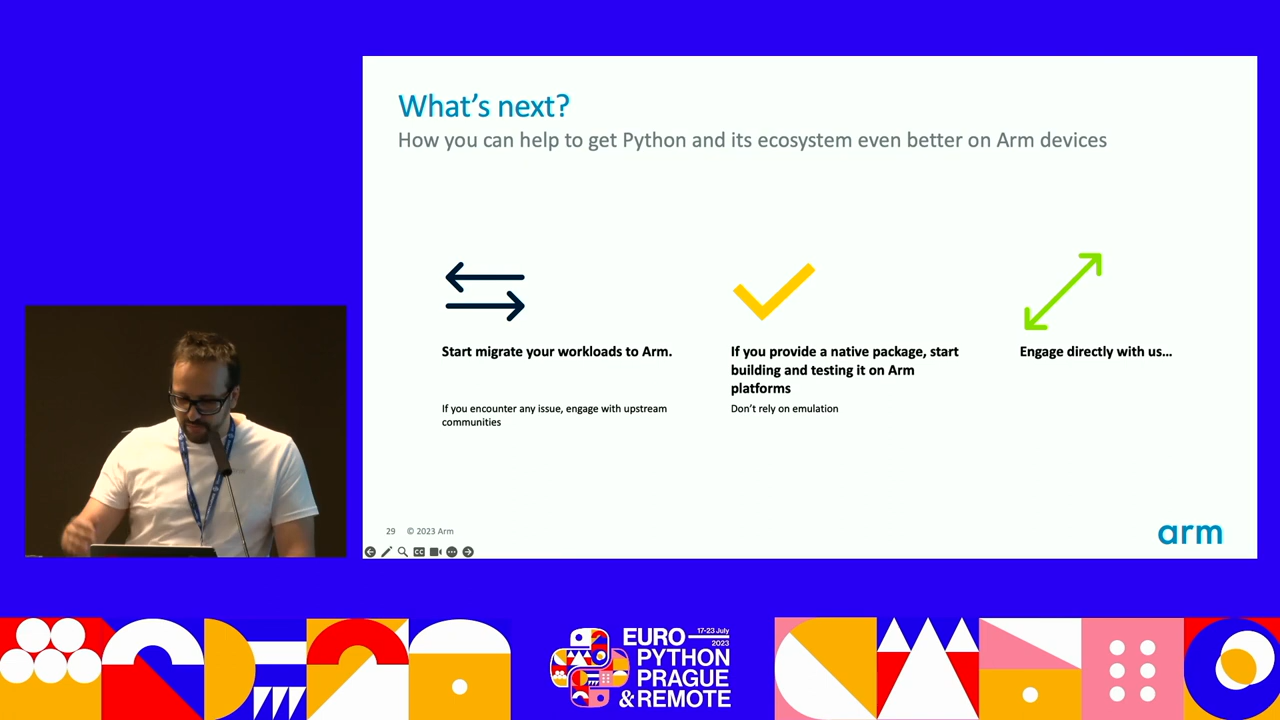 What's next?
How you can help to get Python and its ecosystem even better on Arm devices
Start migrate your workloads to Arm.
If you encounter any issue, engage with upstream
communities
If you provide a native package, start
building and testing it on Arm
platforms
Don't rely on emulation
Engage directly with us...
29 © 2023 Arm
arm
CC
EURO 17-23 July
2023
PYTHON
PRAGUE
& REMOTE